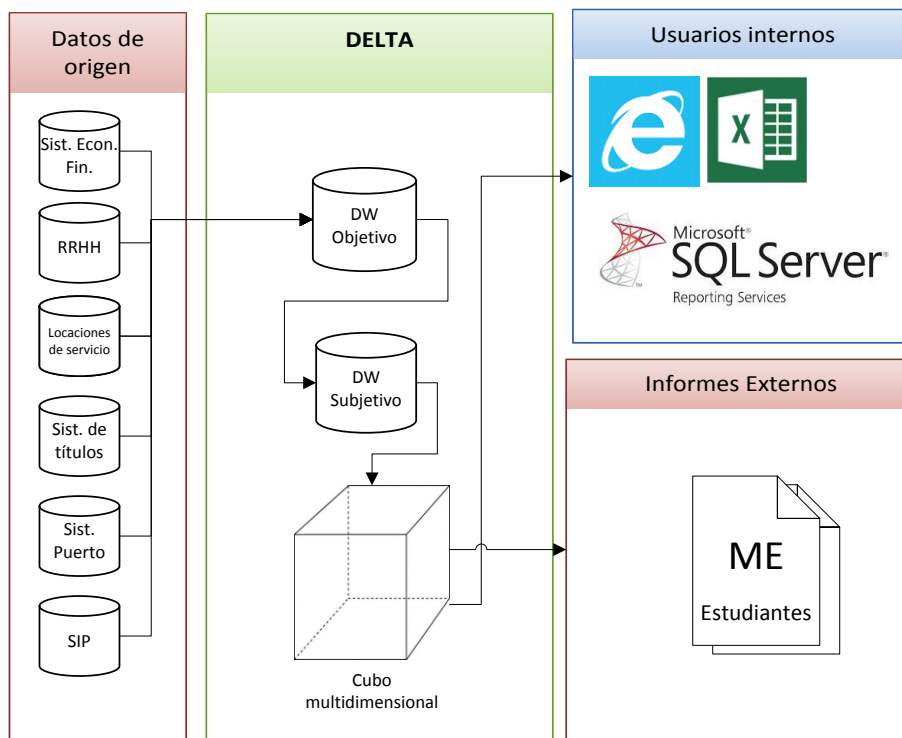 Datos de
origen
DELTA
Usuarios internos
Sist. Econ.
Fin.
RRHH
Locaciones
de servicio
Sist. de
títulos
Sist.
Puerto
SIP
DW
Objetivo
DW
Subjetivo
Cubo
multidimensional
X
Microsoft®
SQL Server®
™
Reporting Services
Informes Externos
ME
Estudiantes